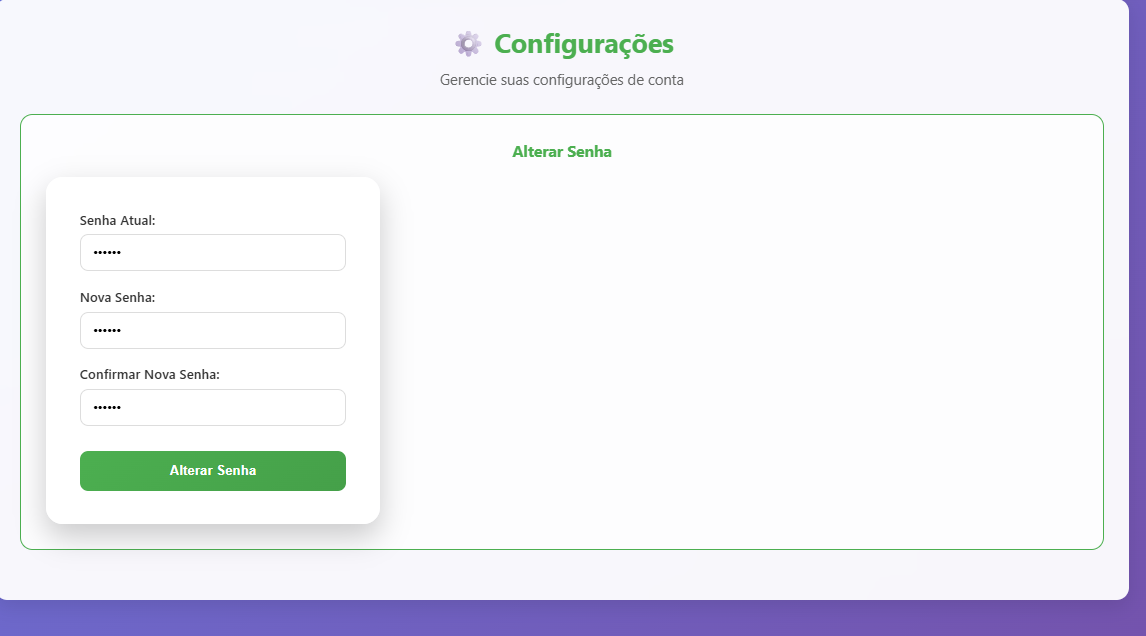 Configurações
Gerencie suas configurações de conta
Alterar Senha
Senha Atual:
••••••
Nova Senha:
••••••
Confirmar Nova Senha:
••••••
Alterar Senha